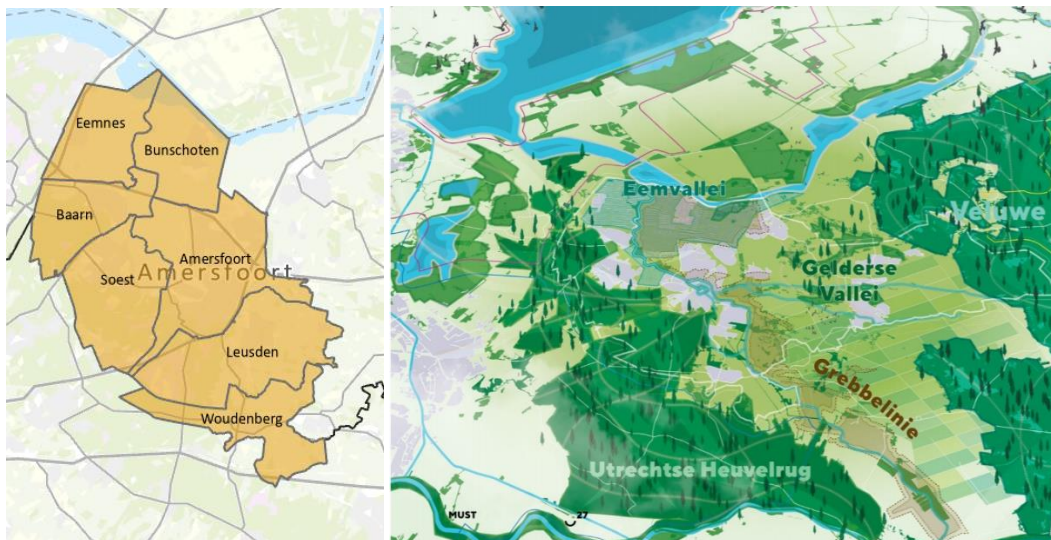 Eemnes
Bunschoten
Baarn
Amersfoort
Soest
Amersfoort
Leusden
Woudenberg
Eemvallei
Veluwe
Gelderse
Vallei
Grebbelinie
Utrechtse Heuvelrug
MUST
27